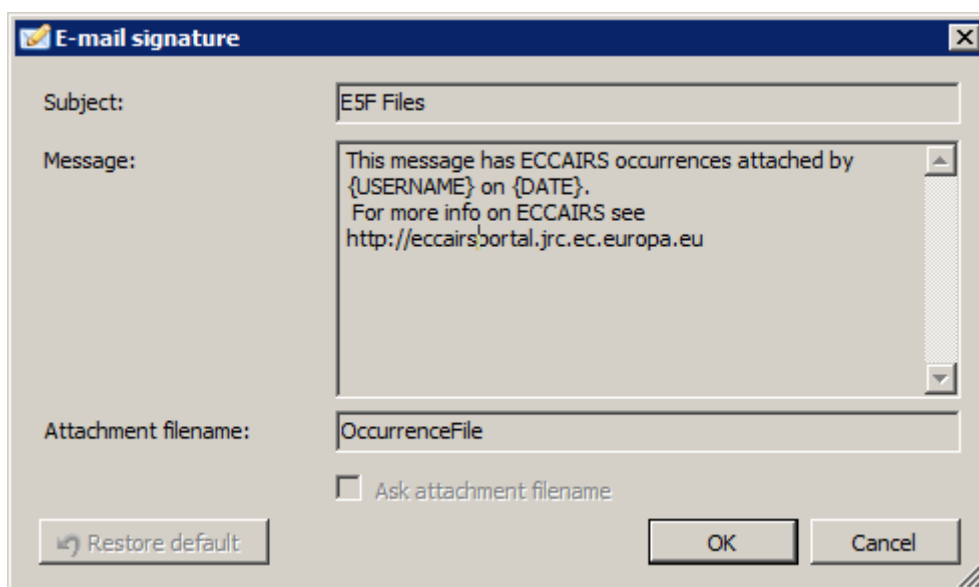 E-mail signature
Subject:
E5F Files
Message:
This message has ECCAIRS occurrences attached by
{USERNAME} on {DATE}.
For more info on ECCAIRS see
http://eccairsportal.jrc.ec.europa.eu
Attachment filename:
OccurrenceFile
Ask attachment filename
Restore default
OK
Cancel